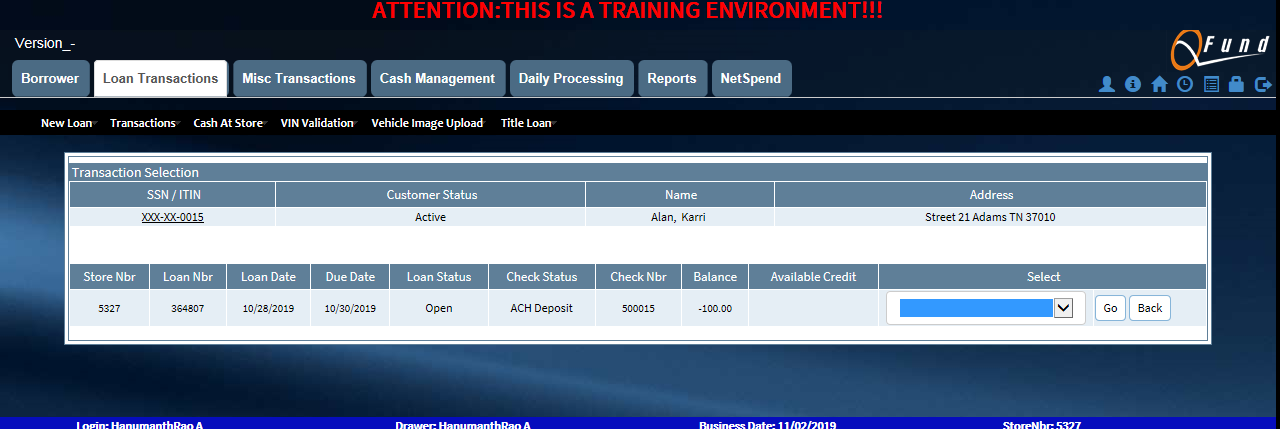 ATTENTION:THIS IS A TRAINING ENVIRONMENT!!!
Version_-
QFund
Borrower Loan Transactions Misc Transactions Cash Management Daily Processing Reports NetSpend
New Loan Transactions Cash At Store VIN Validation Vehicle Image Upload Title Loan
Transaction Selection
SSN / ITIN Customer Status Name Address
XXX-XX-0015 Active Alan, Karri Street 21 Adams TN 37010
Store Nbr Loan Nbr Loan Date Due Date Loan Status Check Status Check Nbr Balance Available Credit Select
5327 364807 10/28/2019 10/30/2019 Open ACH Deposit 500015 -100.00 Go Back
Login: HanumanthRao A Drawer: HanumanthRao A Business Date: 11/02/2019 StoreNbr: 5327